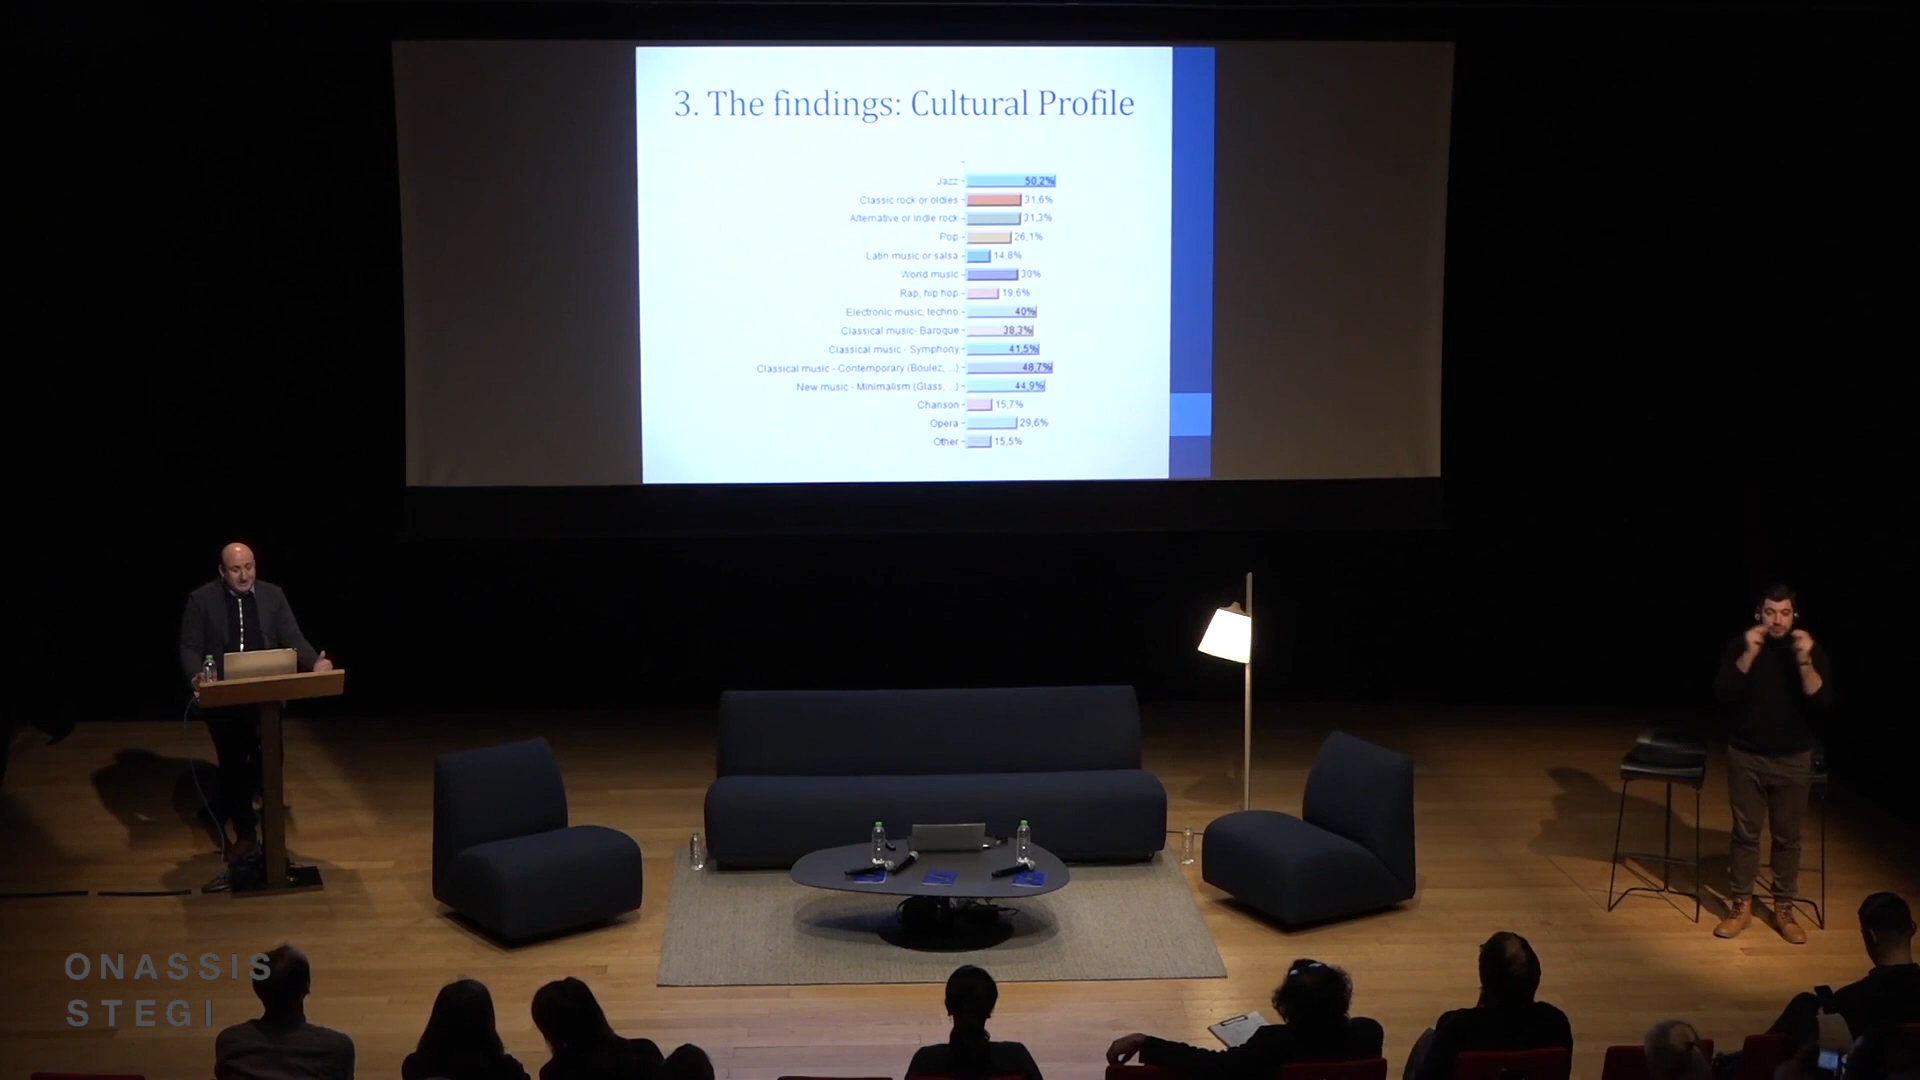 3. The findings: Cultural Profile
Jazz 50,2%
Classic rock or oldies 31,6%
Alternative or indie rock 31,3%
Pop 26,1%
Latin music or salsa 14,8%
World music 30%
Rap, hip hop 19,6%
Electronic music, techno 40%
Classical music- Baroque 38,3%
Classical music - Symphony 41,5%
Classical music - Contemporary (Boulez, ...) 48,7%
New music - Minimalism (Glass, ...) 44,9%
Chanson 15,7%
Opera 29,6%
Other 15,5%
ONASSIS
STEGI